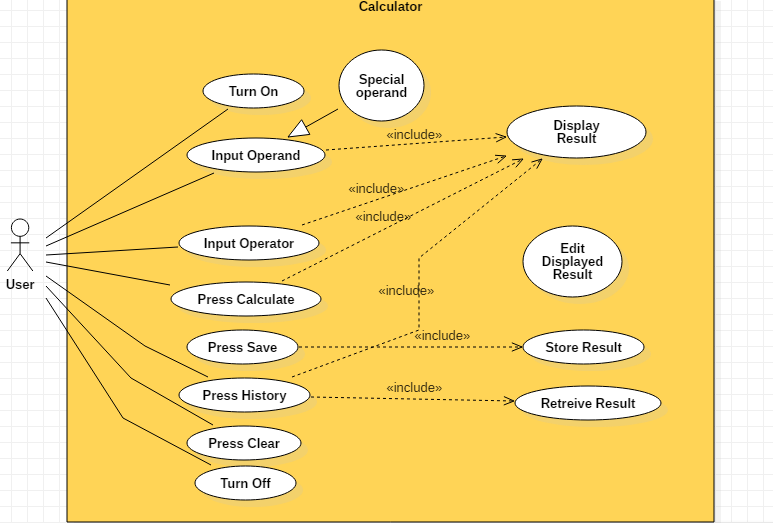 Calculator
Special
operand
Turn On
Display
Result
«include»
Input Operand
«include»
«include»
Input Operator
Edit
Displayed
Result
User
«include»
Press Calculate
«include»
Press Save
Store Result
«include»
Press History
Retreive Result
Press Clear
Turn Off